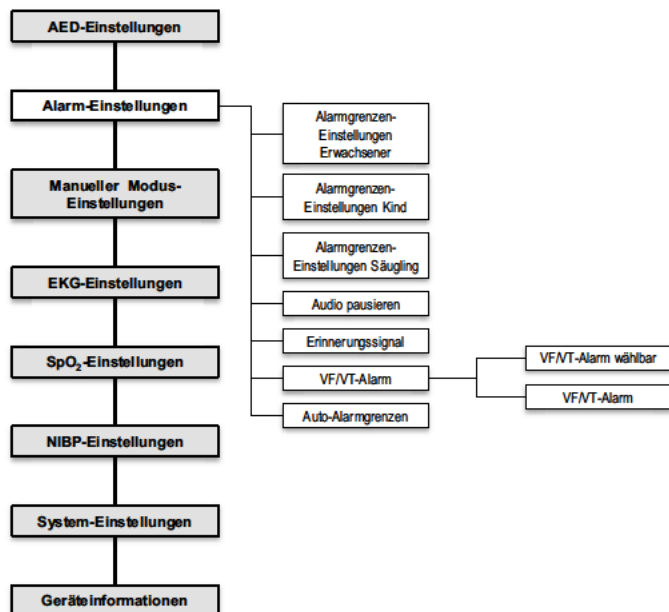 AED-Einstellungen
Alarm-Einstellungen
Alarmgrenzen-
Einstellungen
Erwachsener
Alarmgrenzen-
Einstellungen Kind
Alarmgrenzen-
Einstellungen Säugling
Audio pausieren
Erinnerungssignal
VF/VT-Alarm
VF/VT-Alarm wählbar
VF/VT-Alarm
Auto-Alarmgrenzen
Manueller Modus-
Einstellungen
EKG-Einstellungen
SpO₂-Einstellungen
NIBP-Einstellungen
System-Einstellungen
Geräteinformationen